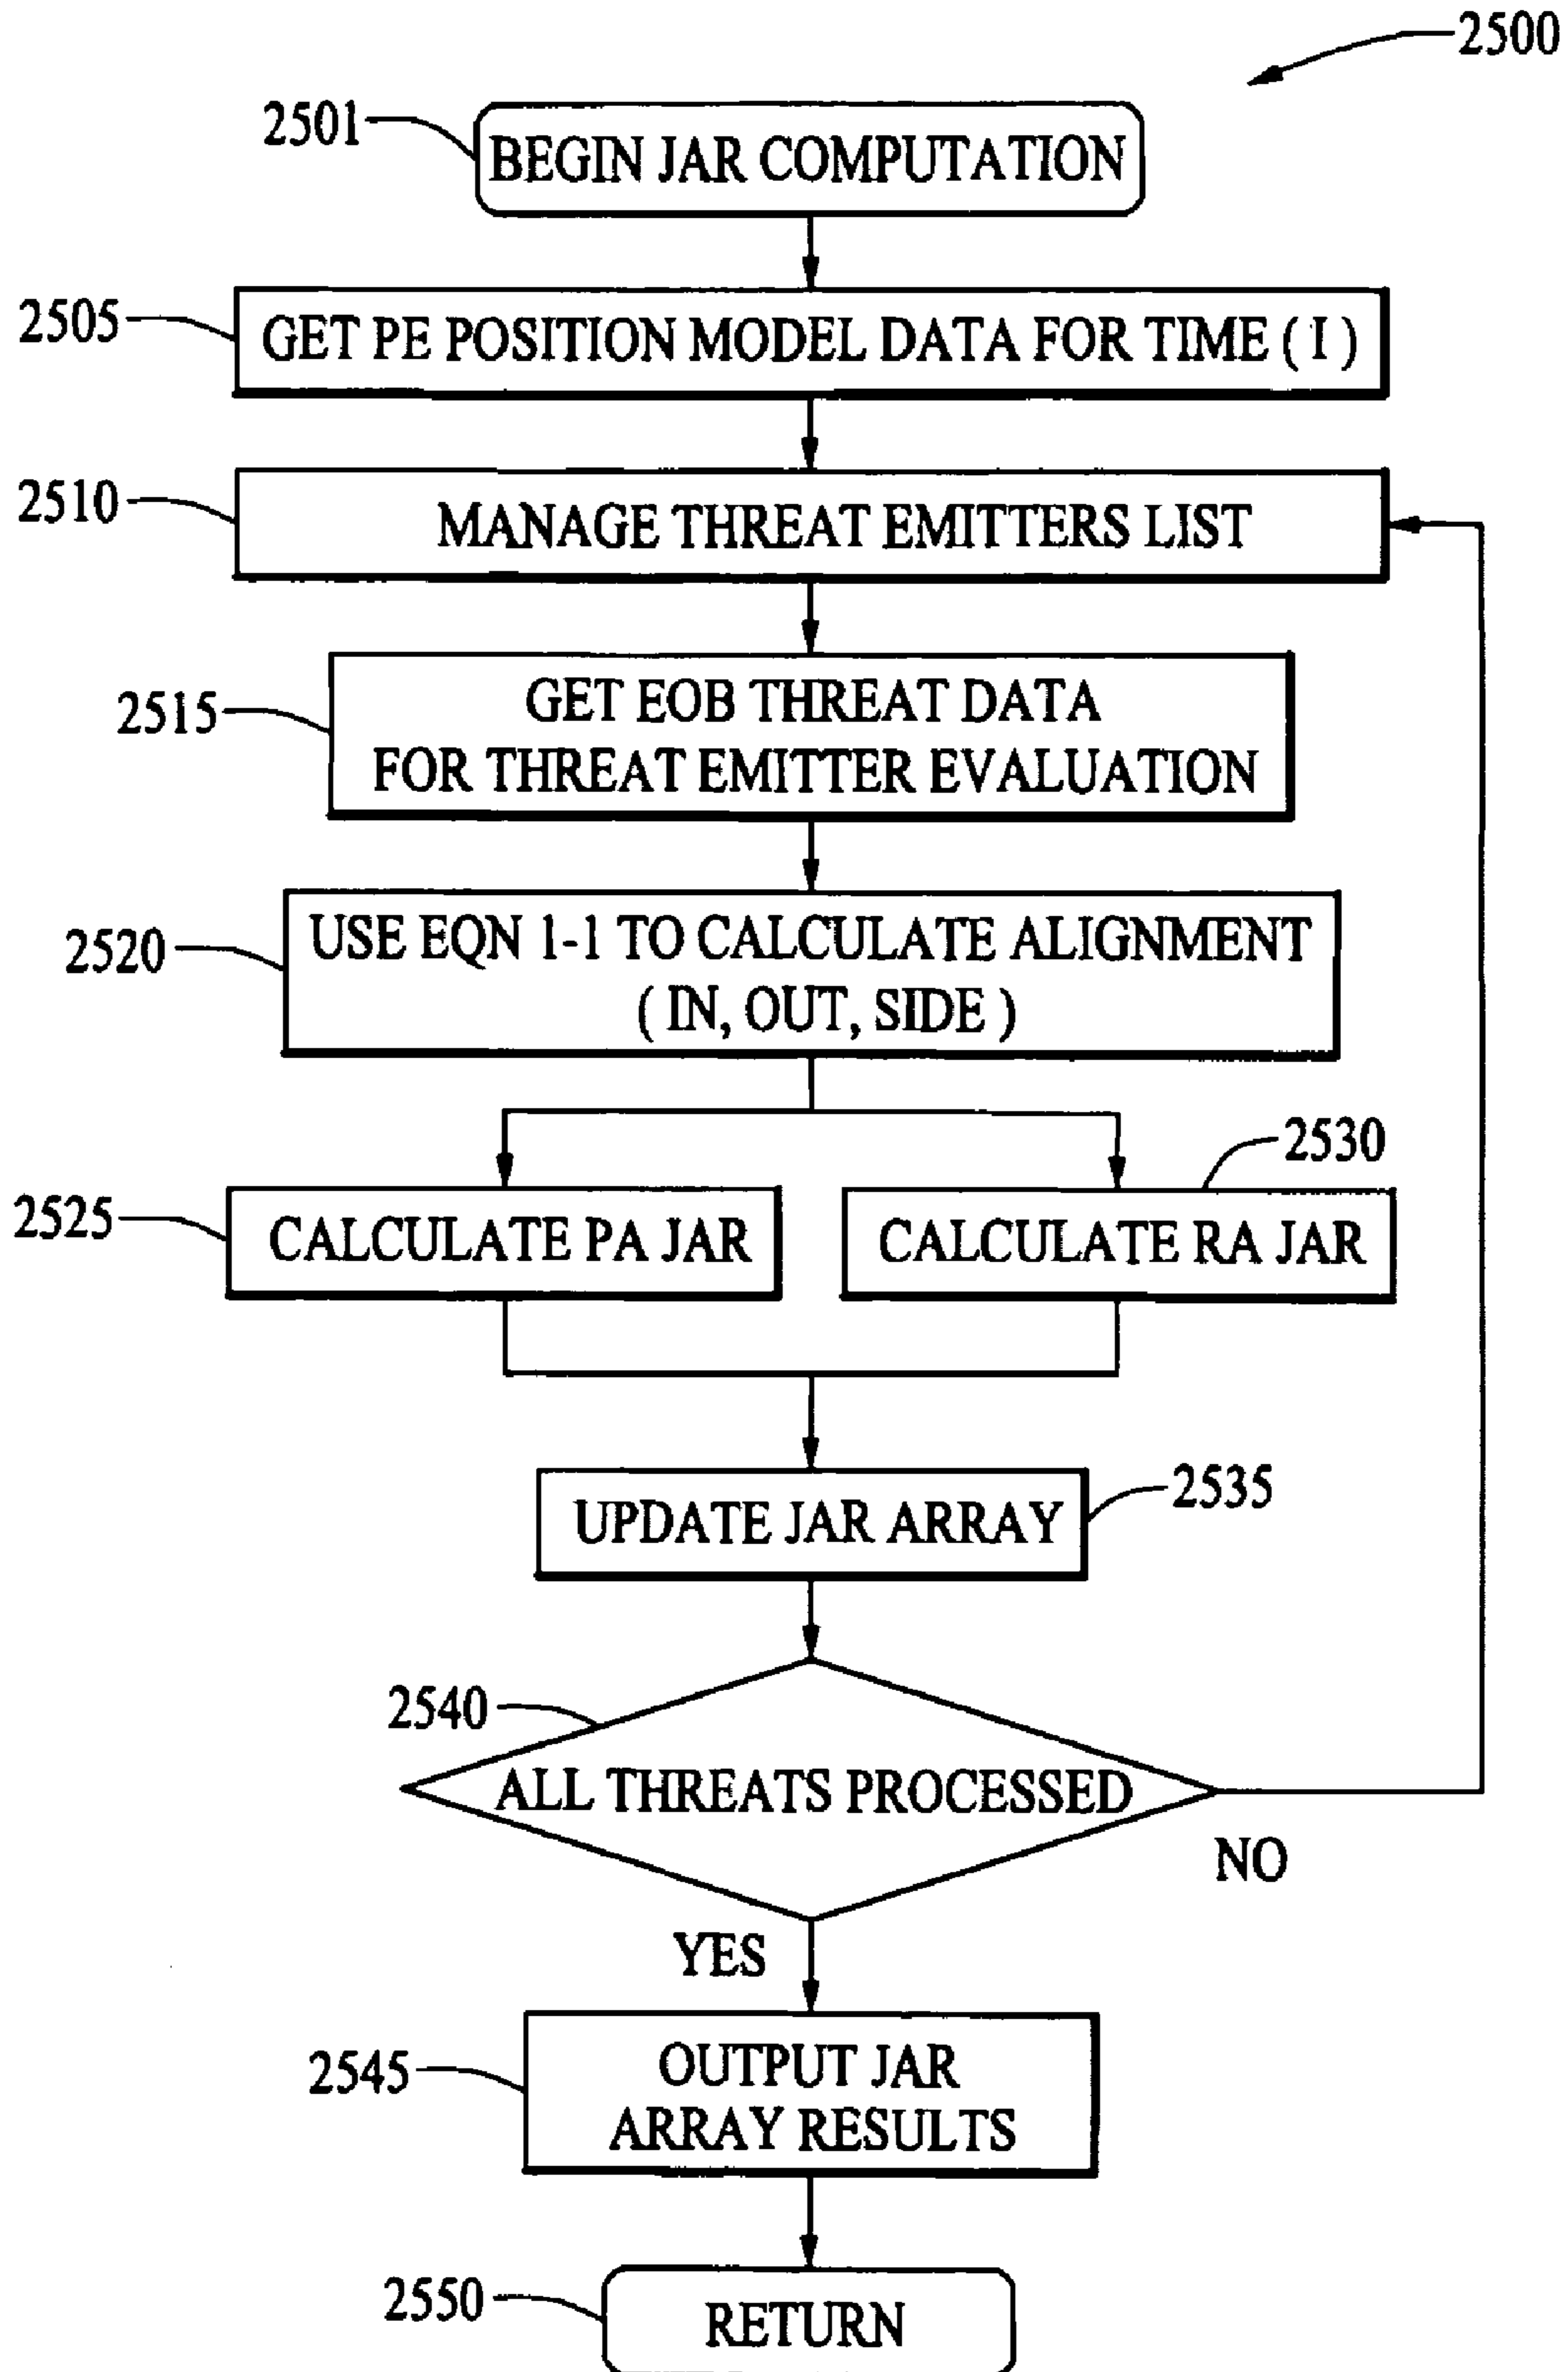 2500
2501
BEGIN JAR COMPUTATION
2505
GET PE POSITION MODEL DATA FOR TIME ( I )
2510
MANAGE THREAT EMITTERS LIST
2515
GET EOB THREAT DATA
FOR THREAT EMITTER EVALUATION
2520
USE EQN 1-1 TO CALCULATE ALIGNMENT
( IN, OUT, SIDE )
2530
2525
CALCULATE PA JAR
CALCULATE RA JAR
2535
UPDATE JAR ARRAY
2540
ALL THREATS PROCESSED
NO
YES
2545
OUTPUT JAR
ARRAY RESULTS
2550
RETURN